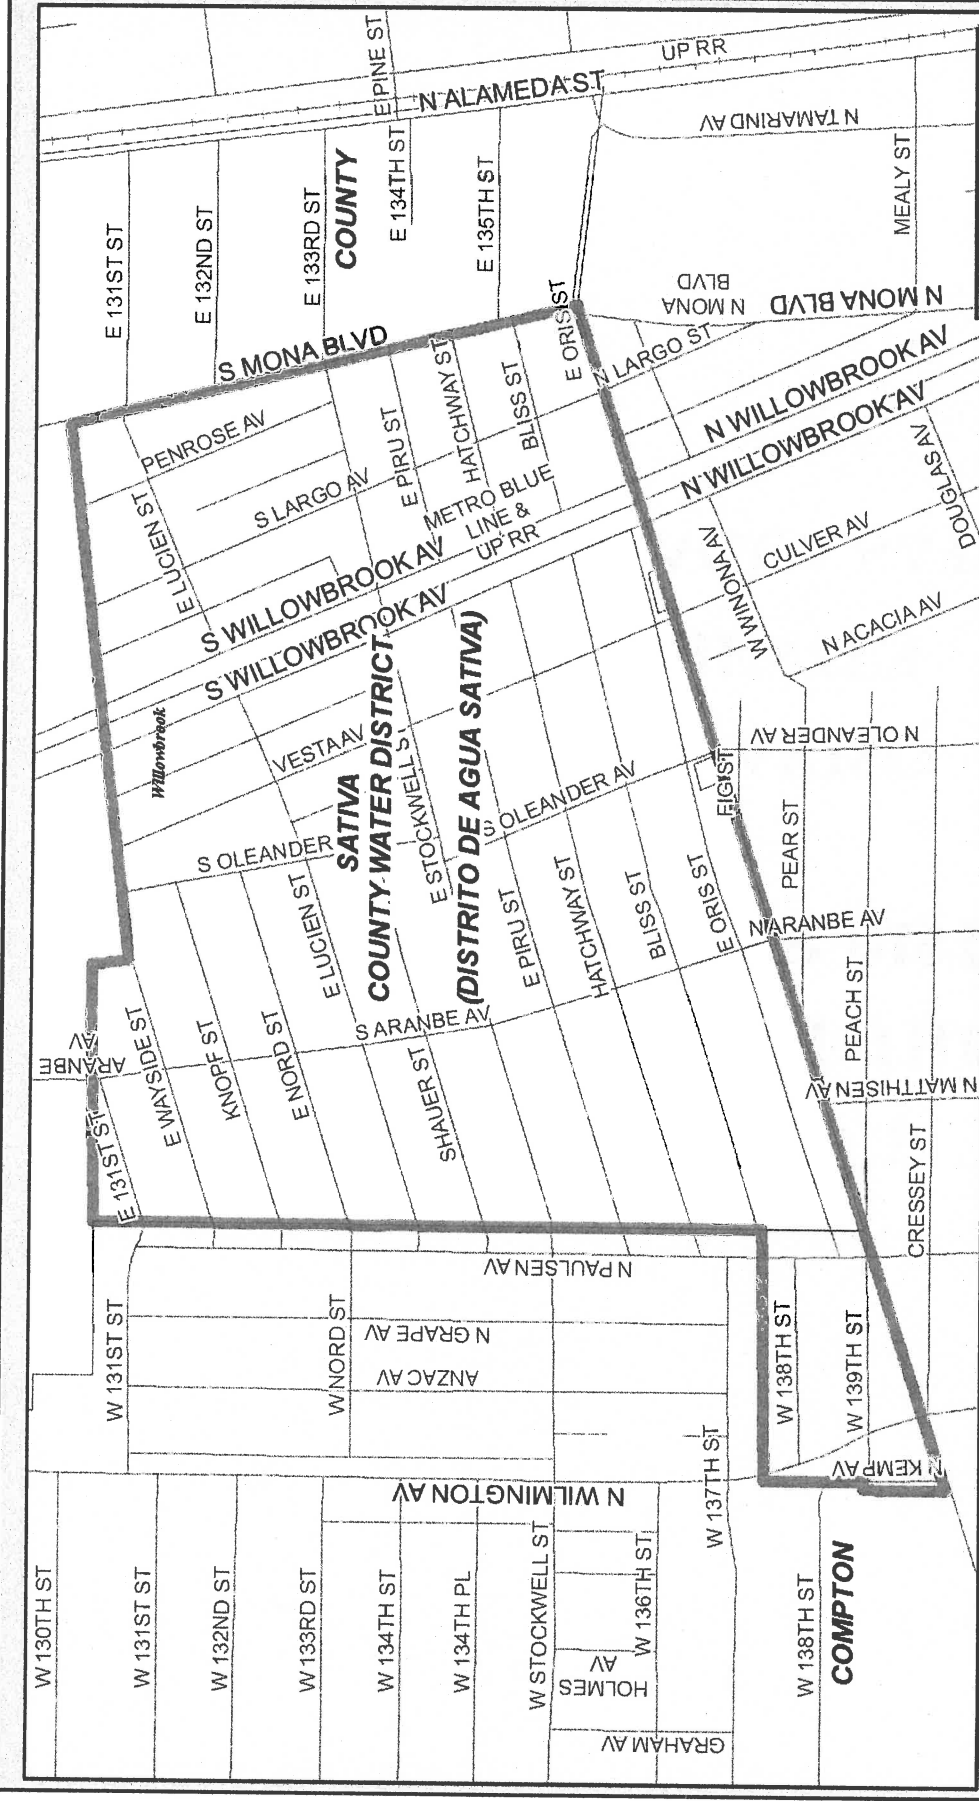 W 130TH ST
W 131ST ST
W 132ND ST
W 133RD ST
W 134TH ST
W 134TH PL
W STOCKWELL ST
HOLMES
AV
W 136TH ST
GRAHAM AV
W 137TH ST
W 138TH ST
COMPTON
N WILMINGTON AV
W 131ST ST
W NORD ST
ANZAC AV
N GRAPE AV
N PAULSEN AV
W 138TH ST
W 139TH ST
N KEMP AV
CRESSEY ST
ARANBE
AV
E 131ST ST
E WAYSIDE ST
KNOPF ST
E NORD ST
E LUCIEN ST
S ARANBE AV
SHAUER ST
E PIRU ST
HATCHWAY ST
BLISS ST
E ORIS ST
N ARANBE AV
PEACH ST
PEAR ST
N MATTHISEN AV
Willowbrook
S OLEANDER
VESTA AV
SATIVA
COUNTY WATER DISTRICT
(DISTRITO DE AGUA SATIVA)
E STOCKWELL ST
S OLEANDER AV
FIG ST
N OLEANDER AV
S WILLOWBROOK AV
S WILLOWBROOK AV
E LUCIEN ST
PENROSE AV
S LARGO AV
E PIRU ST
METRO BLUE
LINE &
UP RR
HATCHWAY ST
BLISS ST
E ORIS ST
S MONA BLVD
N LARGO ST
N WILLOWBROOK AV
N WILLOWBROOK AV
W WINONA AV
CULVER AV
N ACACIA AV
DOUGLAS AV
E 131ST ST
E 132ND ST
E 133RD ST
COUNTY
E 134TH ST
E 135TH ST
E PINE ST
N ALAMEDA ST
UP RR
N TAMARIND AV
MEALY ST
N MONA
BLVD
N MONA BLVD